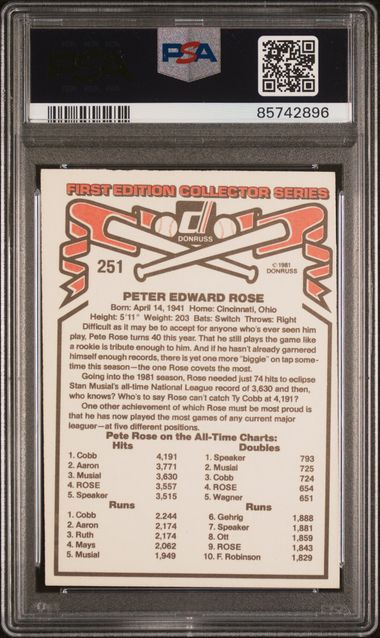 PSA
85742896
FIRST EDITION COLLECTOR SERIES
DONRUSS
251
© 1981
DONRUSS
PETER EDWARD ROSE
Born: April 14, 1941 Home: Cincinnati, Ohio
Height: 5'11" Weight: 203 Bats: Switch Throws: Right
Difficult as it may be to accept for anyone who's ever seen him
play, Pete Rose turns 40 this year. That he still plays the game like
a rookie is tribute enough to him. And if he hasn't already garnered
himself enough records, there is yet one more "biggie" on tap some-
time this season—the one Rose covets the most.
Going into the 1981 season, Rose needed just 74 hits to eclipse
Stan Musial's all-time National League record of 3,630 and then,
who knows? Who's to say Rose can't catch Ty Cobb at 4,191?
One other achievement of which Rose must be most proud is
that he has now played the most games of any current major
leaguer—at five different positions.
Pete Rose on the All-Time Charts:
Hits Doubles
1. Cobb 4,191 1. Speaker 793
2. Aaron 3,771 2. Musial 725
3. Musial 3,630 3. Cobb 724
4. ROSE 3,557 4. ROSE 654
5. Speaker 3,515 5. Wagner 651
Runs Runs
1. Cobb 2.244 6. Gehrig 1,888
2. Aaron 2,174 7. Speaker 1,881
3. Ruth 2,174 8. Ott 1,859
4. Mays 2,062 9. ROSE 1,843
5. Musial 1,949 10. F. Robinson 1,829